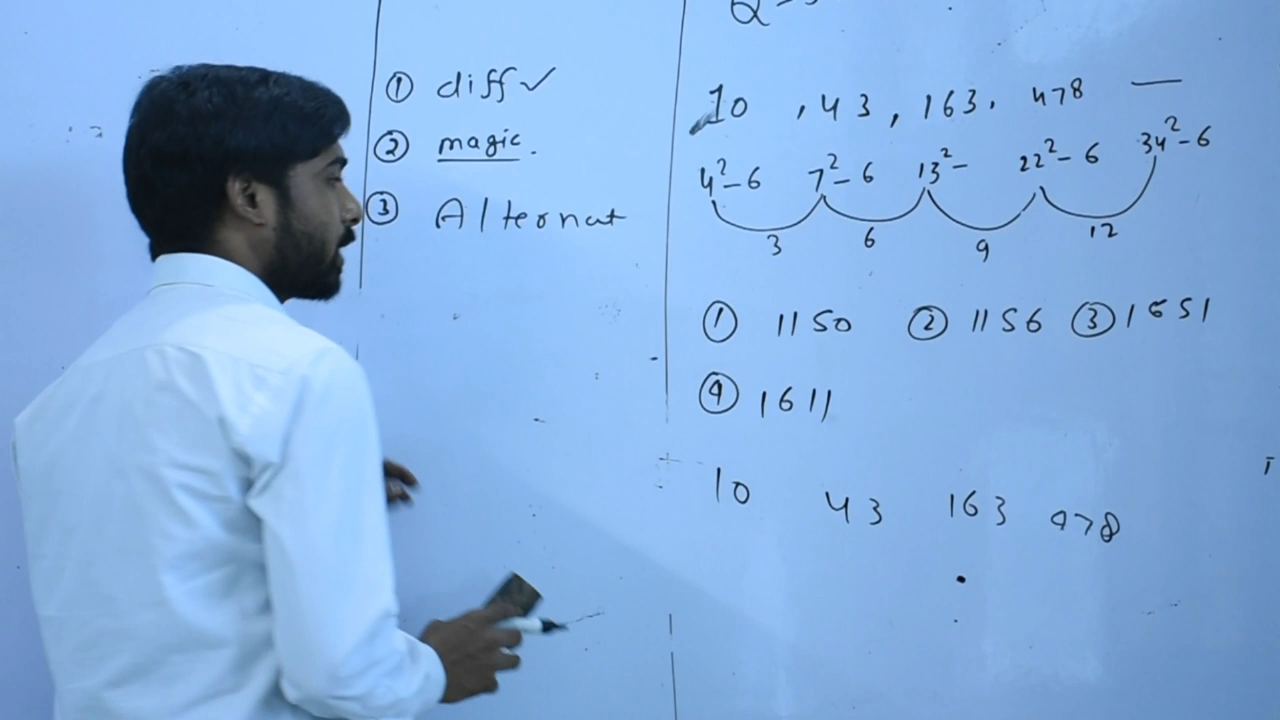 ① diff ✓
② magic.
③ Alternat
10 , 43 , 163, 478 —
4²-6 7²-6 13²- 22²-6 34²-6
3 6 9 12
① 1150 ② 1156 ③ 1651
④ 1611
10 43 163 478